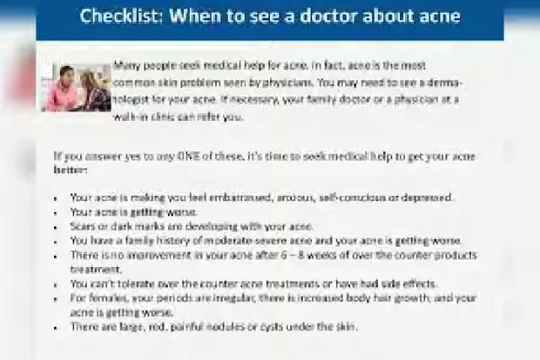 Checklist: When to see a doctor about acne
Many people seek medical help for acne. In fact, acne is the most
common skin problem seen by physicians. You may need to see a derma-
tologist for your acne. If necessary, your family doctor or a physician at a
walk-in clinic can refer you.
If you answer yes to any ONE of these, it's time to seek medical help to get your acne
better:
• Your acne is making you feel embarrassed, anxious, self-conscious or depressed.
• Your acne is getting worse.
• Scars or dark marks are developing with your acne.
• You have a family history of moderate-severe acne and your acne is getting worse.
• There is no improvement in your acne after 6 – 8 weeks of over the counter products
treatment.
• You can't tolerate over the counter acne treatments or have had side effects.
• For females, your periods are irregular, there is increased body hair growth, and your
acne is getting worse.
• There are large, red, painful nodules or cysts under the skin.